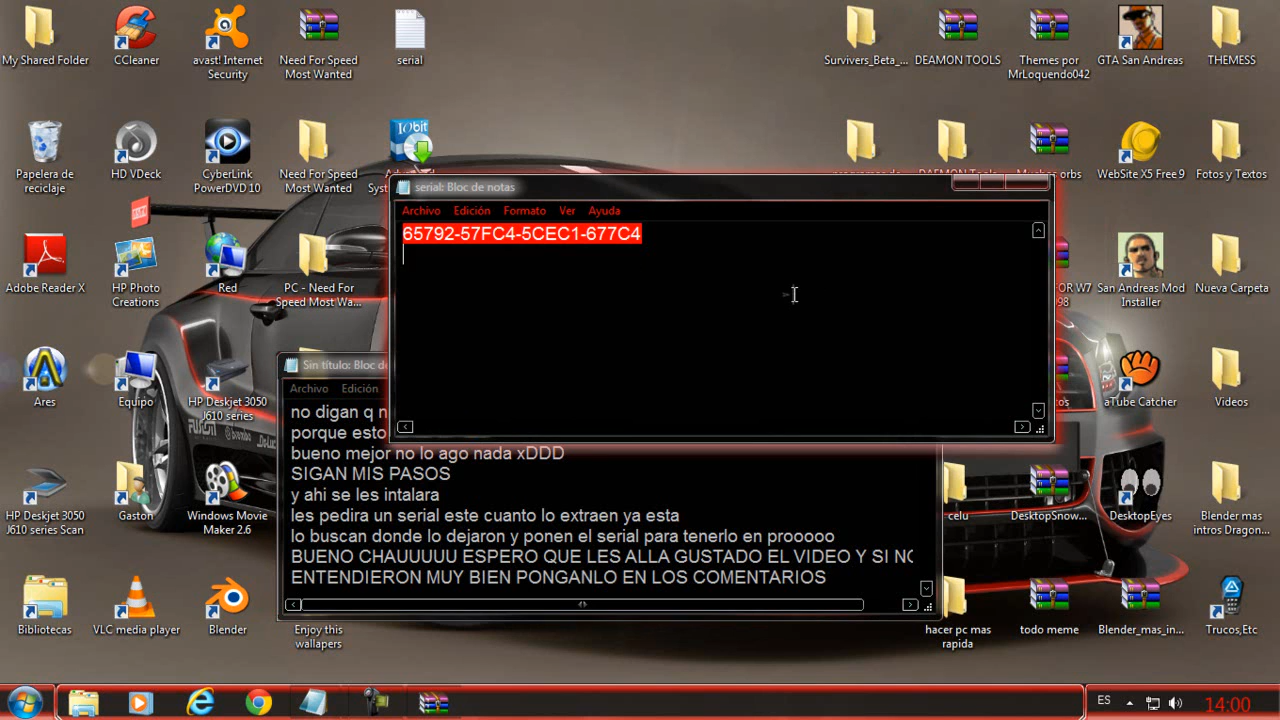 My Shared Folder
CCleaner
avast! Internet
Security
Need For Speed
Most Wanted
serial
Survivers_Beta_...
DEAMON TOOLS
Themes por
MrLoquendo042
GTA San Andreas
THEMESS
Papelera de
reciclaje
HD VDeck
CyberLink
PowerDVD 10
Need For Speed
Most Wanted
IObit
WebSite X5 Free 9
Fotos y Textos
serial: Bloc de notas
Archivo Edición Formato Ver Ayuda
65792-57FC4-5CEC1-677C4
Adobe Reader X
HP Photo
Creations
Red
PC - Need For
Speed Most Wa...
San Andreas Mod
Installer
Nueva Carpeta
Ares
Equipo
HP Deskjet 3050
J610 series
aTube Catcher
Videos
Sin título: Bloc de
Archivo Edición
no digan q n
porque esto
bueno mejor no lo ago nada xDDD
SIGAN MIS PASOS
y ahi se les intalara
les pedira un serial este cuanto lo extraen ya esta
lo buscan donde lo dejaron y ponen el serial para tenerlo en prooooo
BUENO CHAUUUUU ESPERO QUE LES ALLA GUSTADO EL VIDEO Y SI NO
ENTENDIERON MUY BIEN PONGANLO EN LOS COMENTARIOS
HP Deskjet 3050
J610 series Scan
Gaston
Windows Movie
Maker 2.6
celu
DesktopSnow...
DesktopEyes
Blender mas
intros Dragon...
Bibliotecas
VLC media player
Blender
Enjoy this
wallapers
hacer pc mas
rapida
todo meme
Blender_mas_in...
Trucos,Etc
ES
14:00